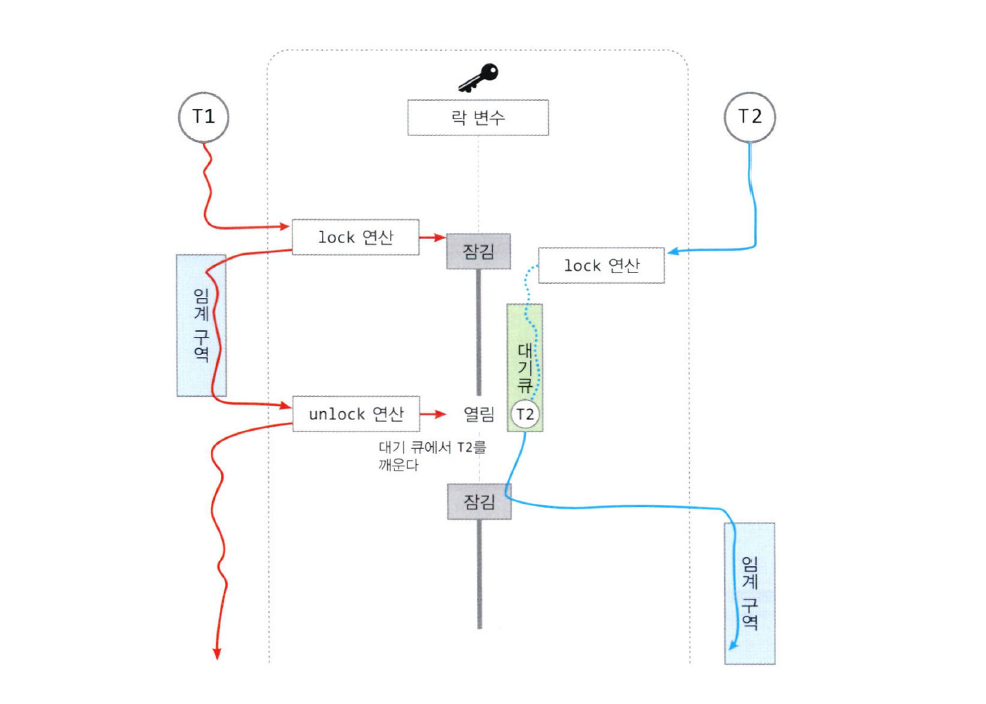 T1
락 변수
T2
lock 연산
잠김
lock 연산
임계 구역
대기 큐
T2
unlock 연산
열림
대기 큐에서 T2를
깨운다
잠김
임계 구역